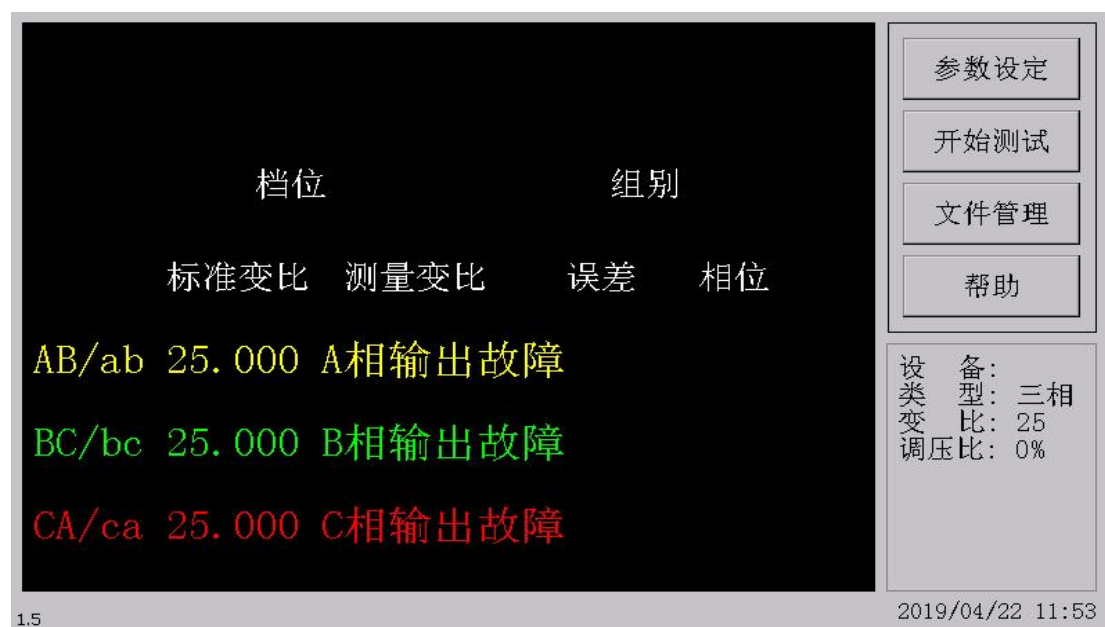 档位 组别
标准变比 测量变比 误差 相位
AB/ab 25.000 A相输出故障
BC/bc 25.000 B相输出故障
CA/ca 25.000 C相输出故障
参数设定
开始测试
文件管理
帮助
设 备:
类 型: 三相
变 比: 25
调压比: 0%
1.5
2019/04/22 11:53